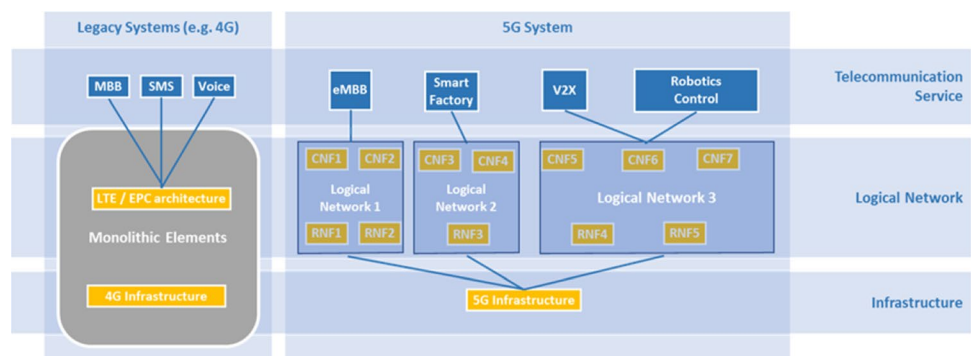 Legacy Systems (e.g. 4G)
5G System
MBB
SMS
Voice
eMBB
Smart
Factory
V2X
Robotics
Control
Telecommunication
Service
LTE / EPC architecture
Monolithic Elements
4G Infrastructure
CNF1
CNF2
Logical
Network 1
RNF1
RNF2
CNF3
CNF4
Logical
Network 2
RNF3
CNF5
CNF6
CNF7
Logical Network 3
RNF4
RNF5
Logical Network
5G Infrastructure
Infrastructure